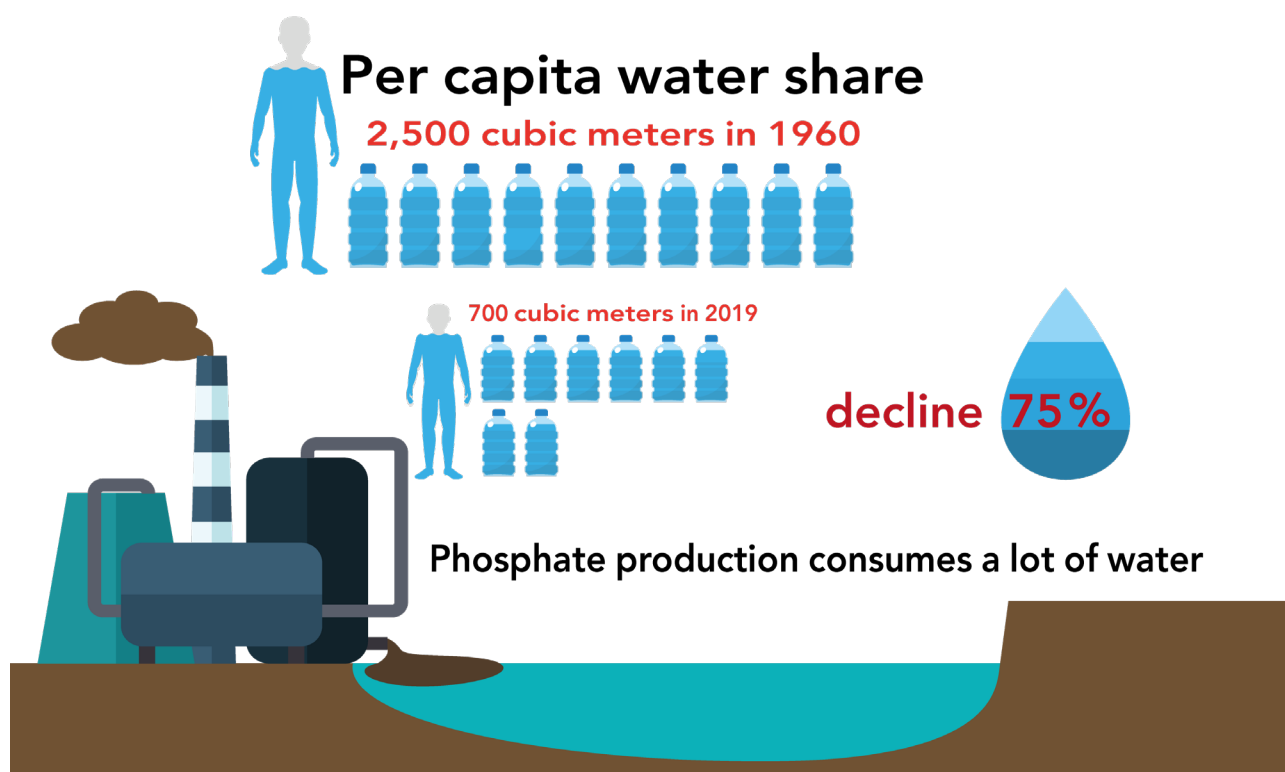 Per capita water share
2,500 cubic meters in 1960
700 cubic meters in 2019
decline 75%
Phosphate production consumes a lot of water